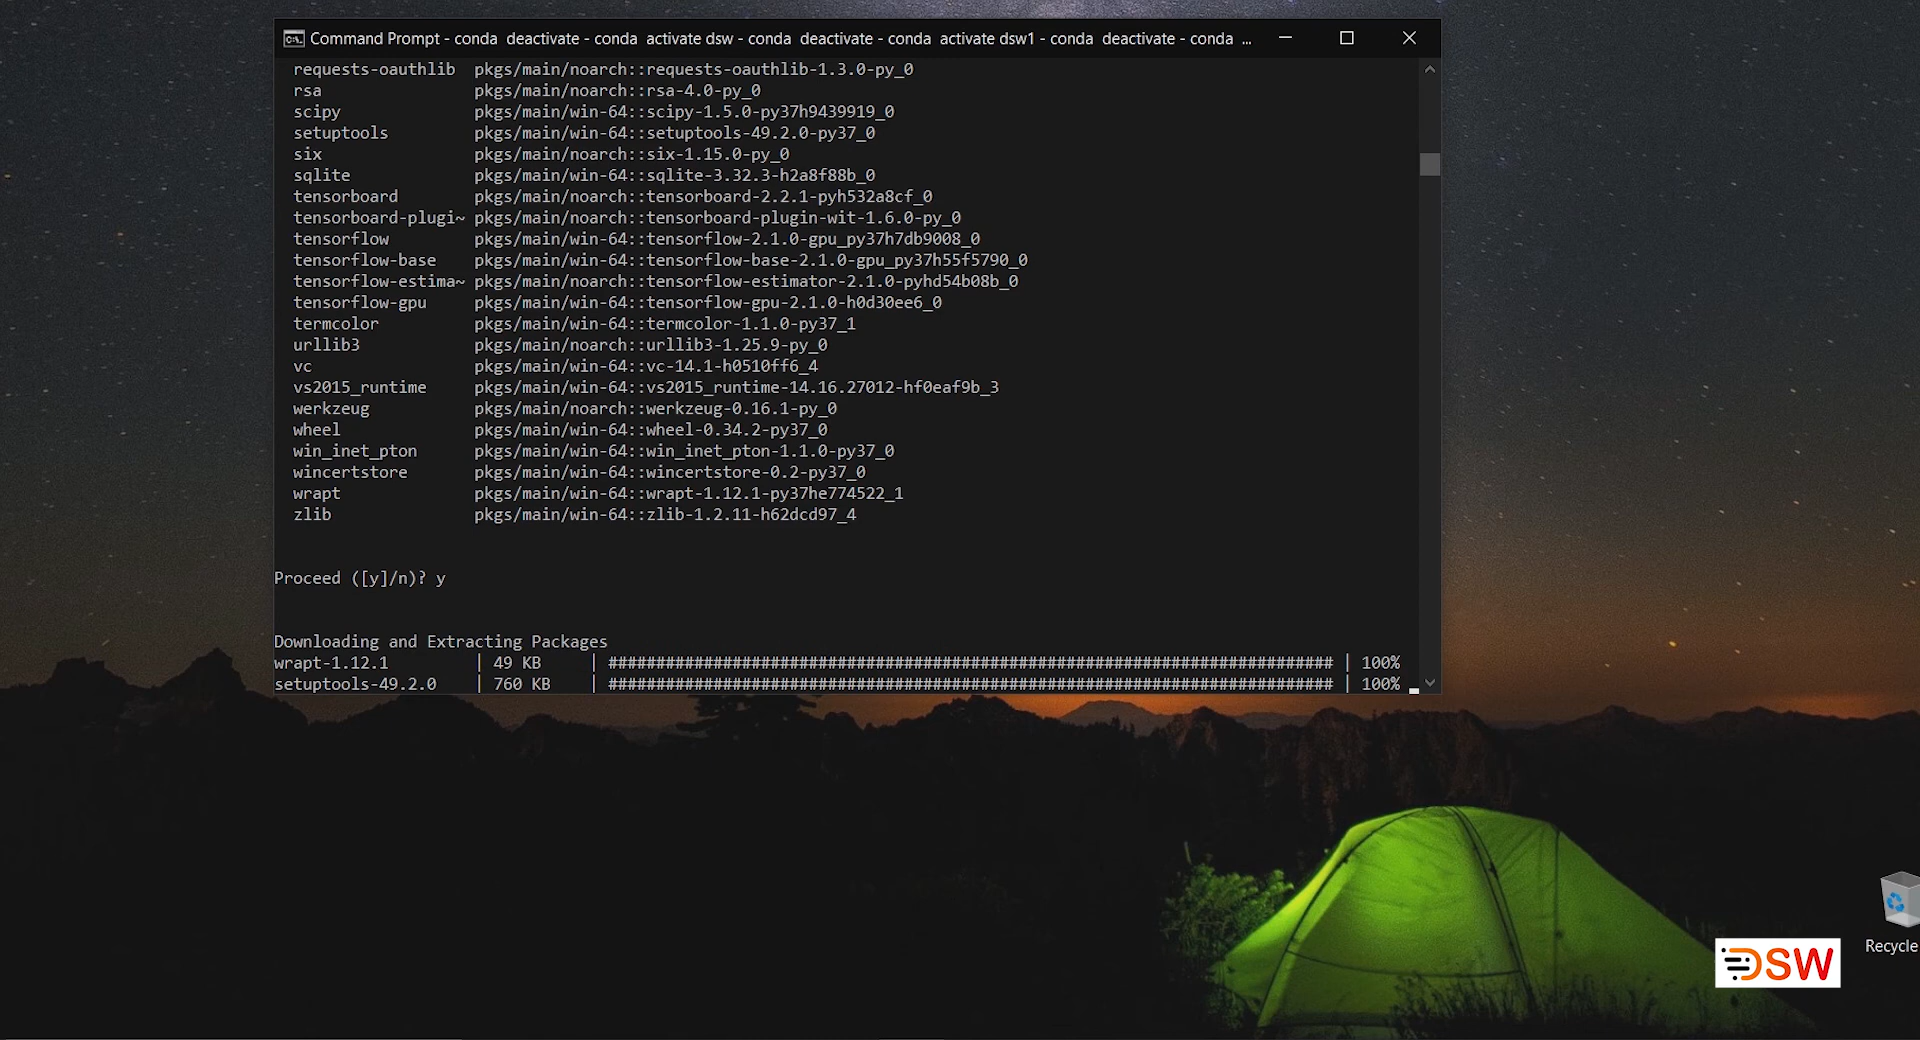 Command Prompt - conda  deactivate - conda  activate dsw - conda  deactivate - conda  activate dsw1 - conda  deactivate - conda  ...
requests-oauthlib  pkgs/main/noarch::requests-oauthlib-1.3.0-py_0
rsa                pkgs/main/noarch::rsa-4.0-py_0
scipy              pkgs/main/win-64::scipy-1.5.0-py37h9439919_0
setuptools         pkgs/main/win-64::setuptools-49.2.0-py37_0
six                pkgs/main/noarch::six-1.15.0-py_0
sqlite             pkgs/main/win-64::sqlite-3.32.3-h2a8f88b_0
tensorboard        pkgs/main/noarch::tensorboard-2.2.1-pyh532a8cf_0
tensorboard-plugi~ pkgs/main/noarch::tensorboard-plugin-wit-1.6.0-py_0
tensorflow         pkgs/main/win-64::tensorflow-2.1.0-gpu_py37h7db9008_0
tensorflow-base    pkgs/main/win-64::tensorflow-base-2.1.0-gpu_py37h55f5790_0
tensorflow-estima~ pkgs/main/noarch::tensorflow-estimator-2.1.0-pyhd54b08b_0
tensorflow-gpu     pkgs/main/win-64::tensorflow-gpu-2.1.0-h0d30ee6_0
termcolor          pkgs/main/win-64::termcolor-1.1.0-py37_1
urllib3            pkgs/main/noarch::urllib3-1.25.9-py_0
vc                 pkgs/main/win-64::vc-14.1-h0510ff6_4
vs2015_runtime     pkgs/main/win-64::vs2015_runtime-14.16.27012-hf0eaf9b_3
werkzeug           pkgs/main/noarch::werkzeug-0.16.1-py_0
wheel              pkgs/main/win-64::wheel-0.34.2-py37_0
win_inet_pton      pkgs/main/win-64::win_inet_pton-1.1.0-py37_0
wincertstore       pkgs/main/win-64::wincertstore-0.2-py37_0
wrapt              pkgs/main/win-64::wrapt-1.12.1-py37he774522_1
zlib               pkgs/main/win-64::zlib-1.2.11-h62dcd97_4
Proceed ([y]/n)? y
Downloading and Extracting Packages
wrapt-1.12.1         | 49 KB     | ############################################################################ | 100%
setuptools-49.2.0    | 760 KB    | ############################################################################ | 100%
Recycle
DSW